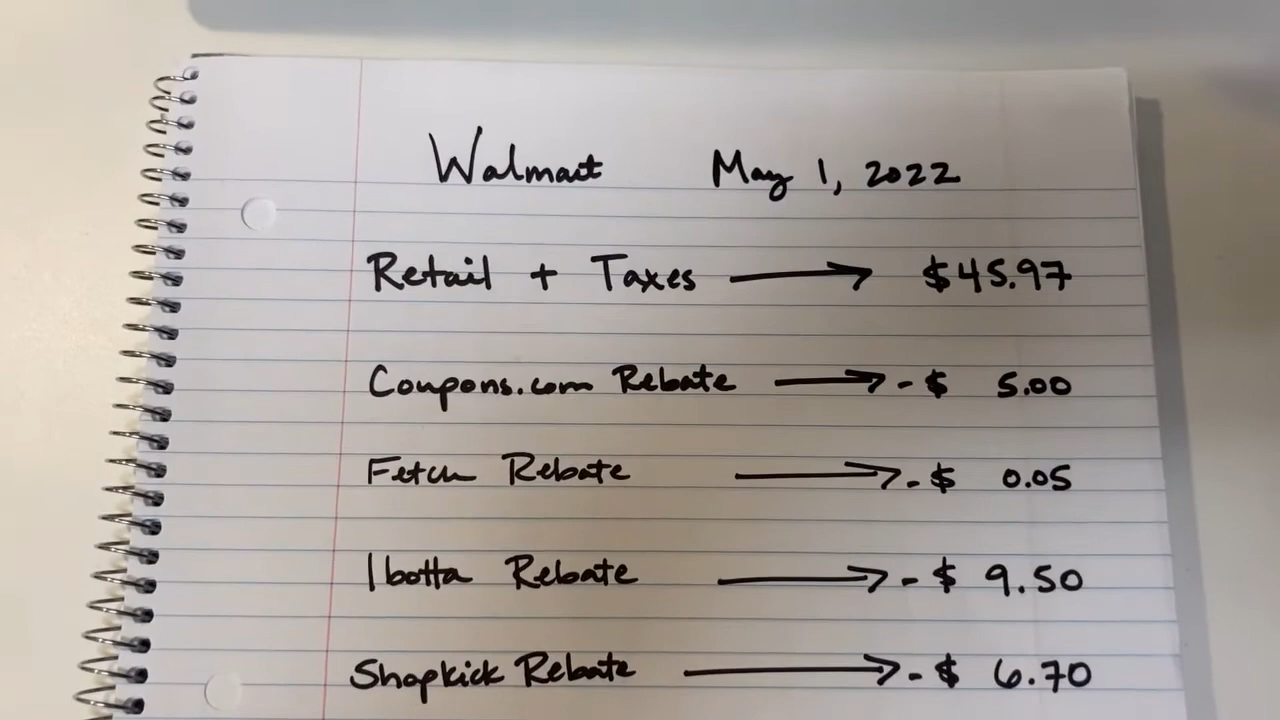 Walmart May 1, 2022
Retail + Taxes → $45.97
Coupons.com Rebate → - $ 5.00
Fetch Rebate → - $ 0.05
Ibotta Rebate → - $ 9.50
Shopkick Rebate → - $ 6.70